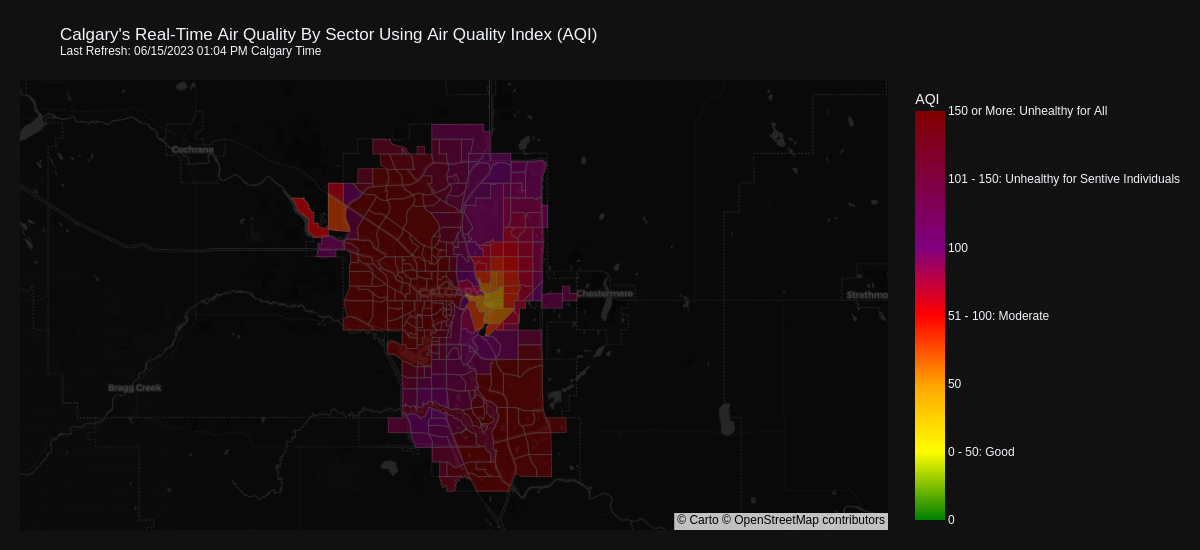 Calgary's Real-Time Air Quality By Sector Using Air Quality Index (AQI)
Last Refresh: 06/15/2023 01:04 PM Calgary Time
AQI
150 or More: Unhealthy for All
Cochrane
101 - 150: Unhealthy for Sentive Individuals
100
Chestermere
Strathmo
51 - 100: Moderate
Bragg Creek
50
0 - 50: Good
© Carto © OpenStreetMap contributors
0